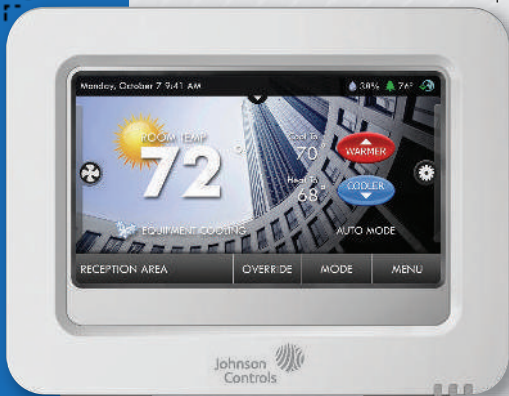 Monday, October 7 9:41 AM
38% 76°
ROOM TEMP
72°
Cool To
70°
WARMER
Heat To
68°
COOLER
EQUIPMENT COOLING
AUTO MODE
RECEPTION AREA
OVERRIDE
MODE
MENU
Johnson
Controls